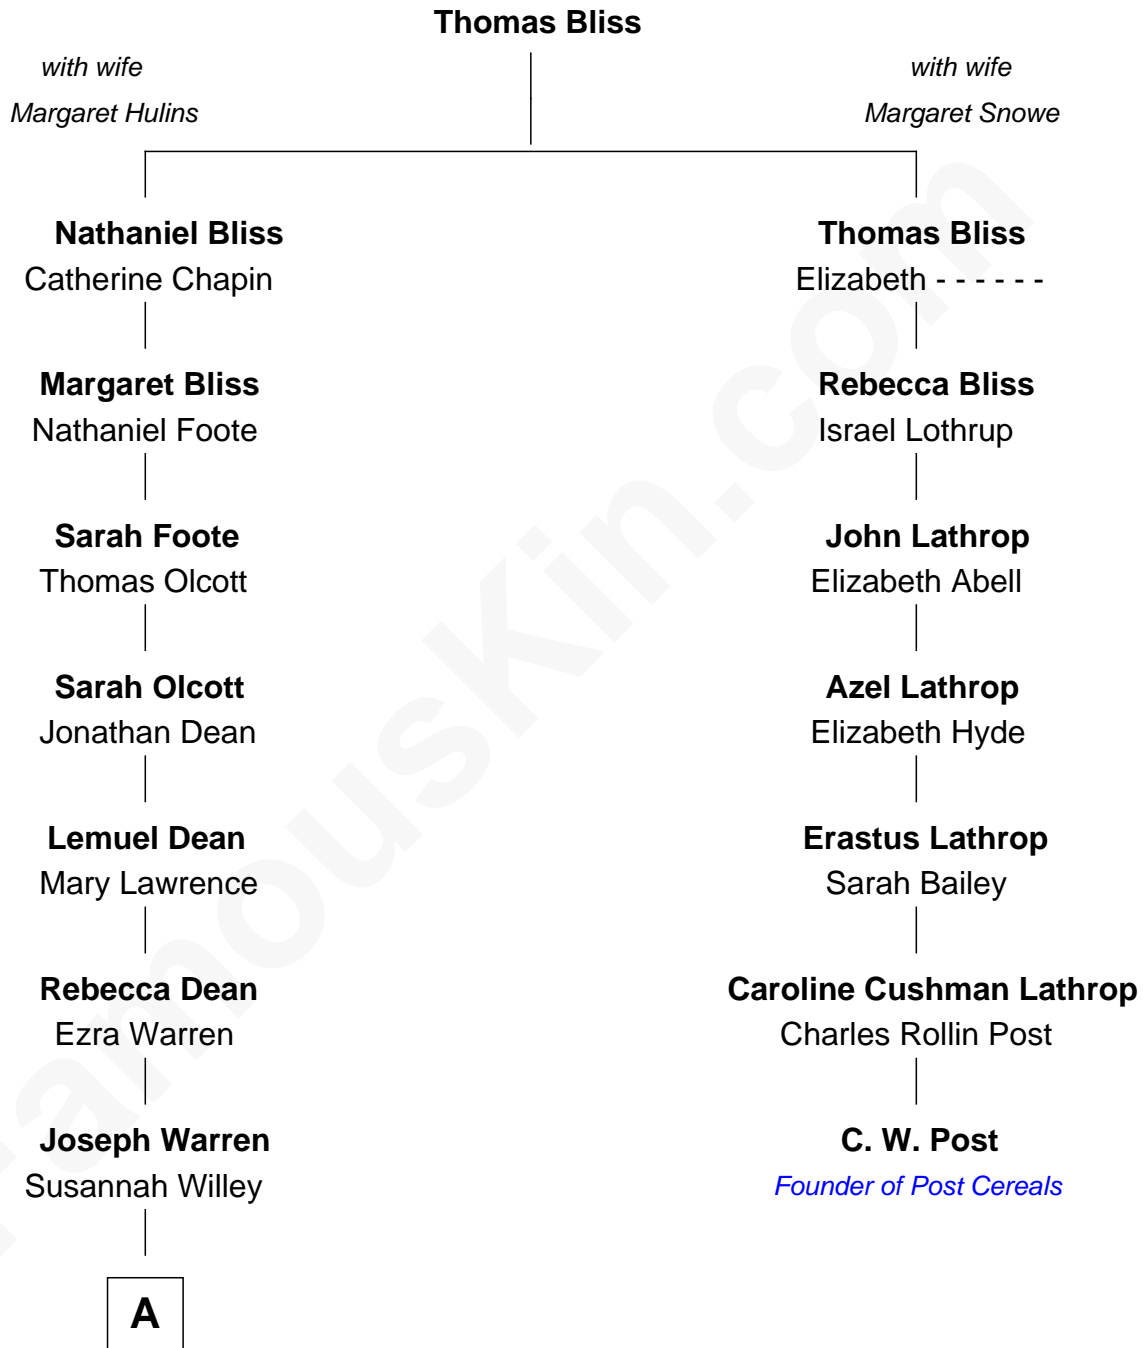 Thomas Bliss
with wife
Margaret Hulins
with wife
Margaret Snowe
Nathaniel Bliss
Catherine Chapin
Thomas Bliss
Elizabeth - - - - - -
Margaret Bliss
Nathaniel Foote
Rebecca Bliss
Israel Lothrup
Sarah Foote
Thomas Olcott
John Lathrop
Elizabeth Abell
Sarah Olcott
Jonathan Dean
Azel Lathrop
Elizabeth Hyde
Lemuel Dean
Mary Lawrence
Erastus Lathrop
Sarah Bailey
Rebecca Dean
Ezra Warren
Caroline Cushman Lathrop
Charles Rollin Post
Joseph Warren
Susannah Willey
C. W. Post
Founder of Post Cereals
A
FamousKin.com